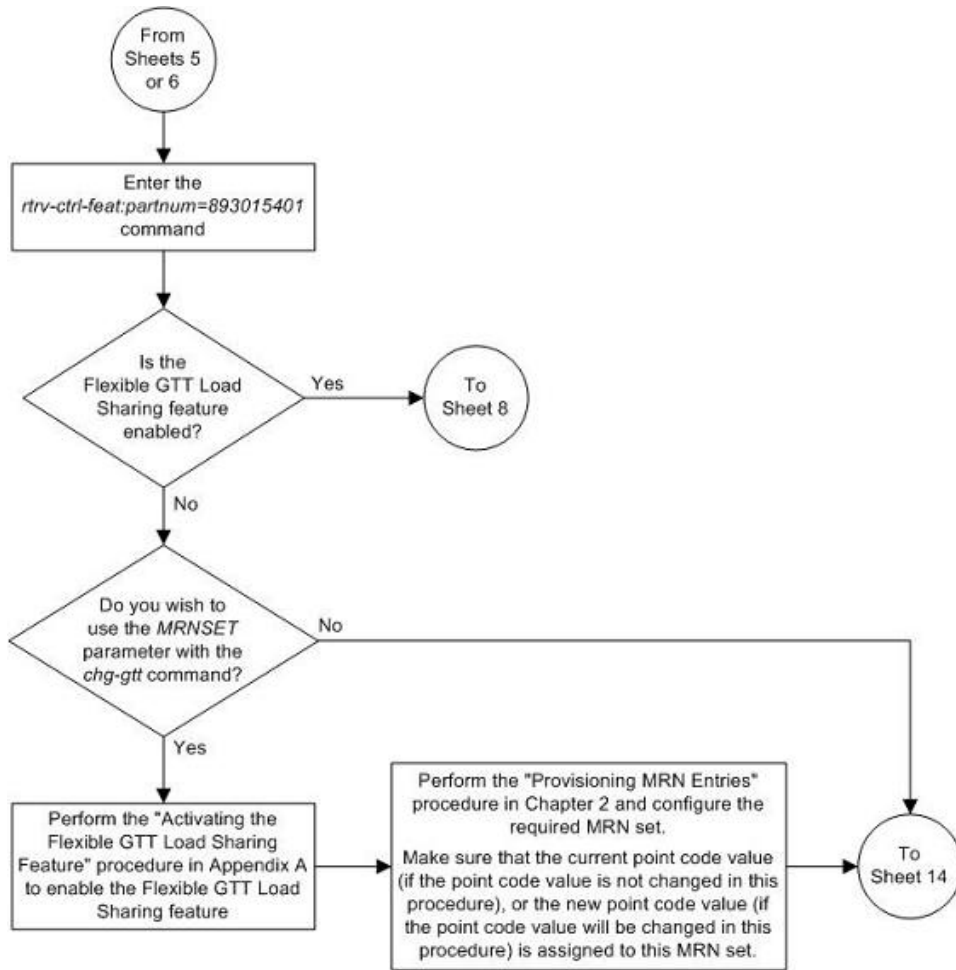 From
Sheets 5
or 6
Enter the
rtrv-ctrl-feat:partnum=893015401
command
Is the
Flexible GTT Load
Sharing feature
enabled?
Yes
To
Sheet 8
No
Do you wish to
use the MRNSET
parameter with the
chg-gtt command?
No
Yes
Perform the "Activating the
Flexible GTT Load Sharing
Feature" procedure in Appendix A
to enable the Flexible GTT Load
Sharing feature
Perform the "Provisioning MRN Entries"
procedure in Chapter 2 and configure the
required MRN set.
Make sure that the current point code value
(if the point code value is not changed in this
procedure), or the new point code value (if
the point code value will be changed in this
procedure) is assigned to this MRN set.
To
Sheet 14